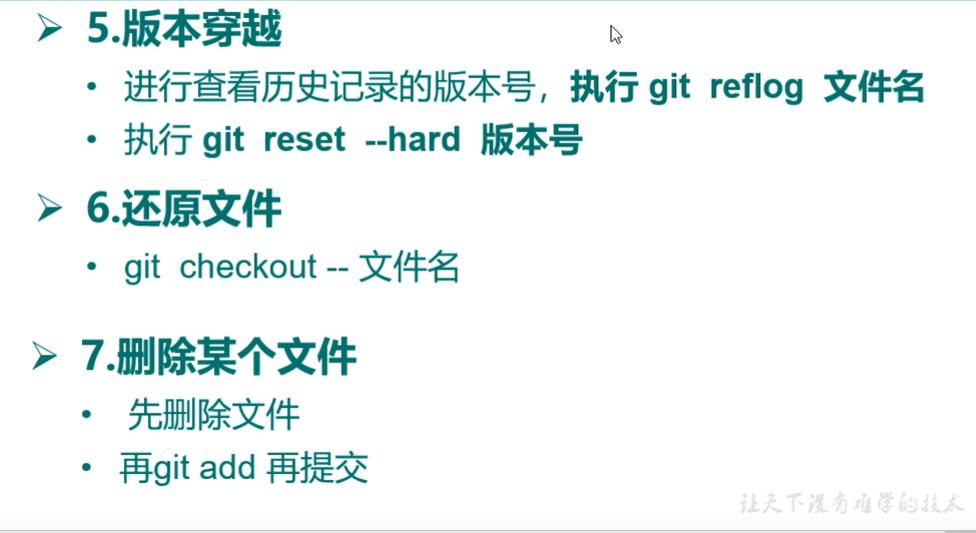 5.版本穿越
进行查看历史记录的版本号，执行 git reflog 文件名
执行 git reset --hard 版本号
6.还原文件
git checkout -- 文件名
7.删除某个文件
先删除文件
再git add 再提交
让天下没有难学的技术